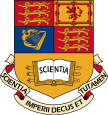 SCIENTIA
SCIENTIA
IMPERII DECUS ET
TUTAMEN